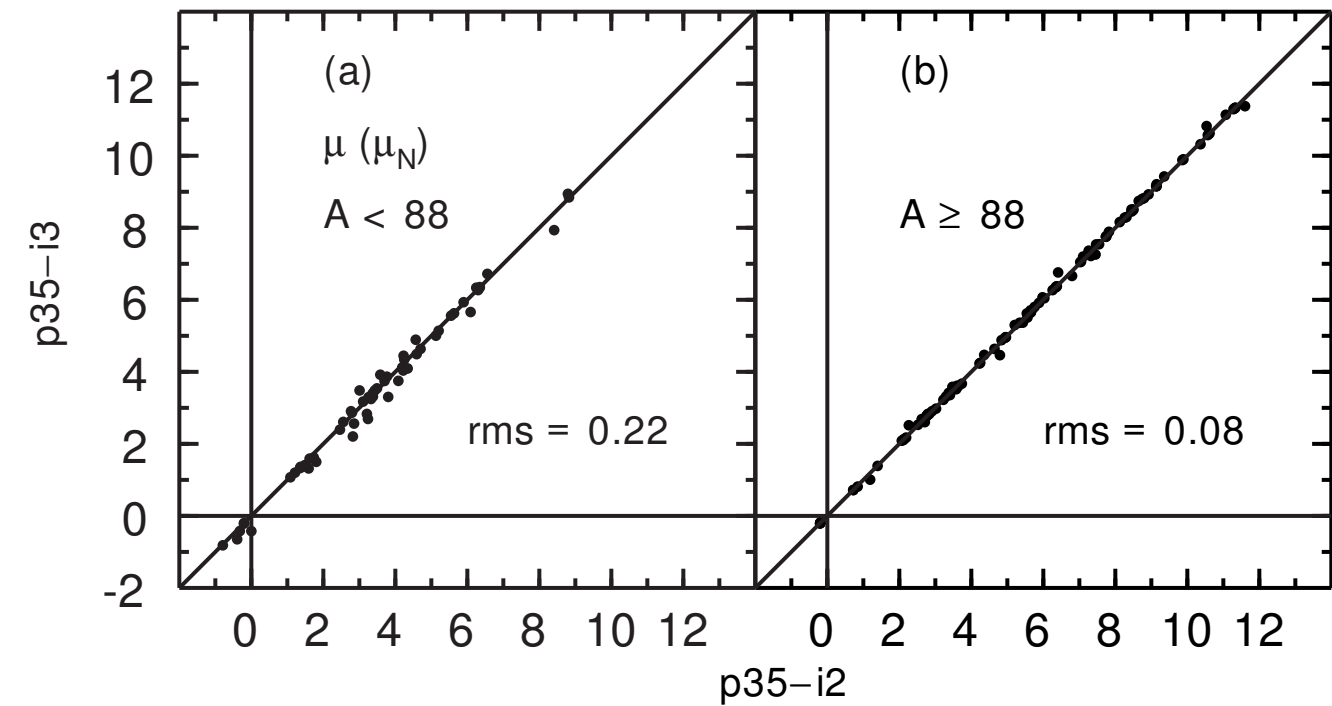 (a)
μ (μN)
A < 88
rms = 0.22
(b)
A ≥ 88
rms = 0.08
12
10
8
6
4
2
0
-2
p35−i3
0 2 4 6 8 10 12
0 2 4 6 8 10 12
p35−i2